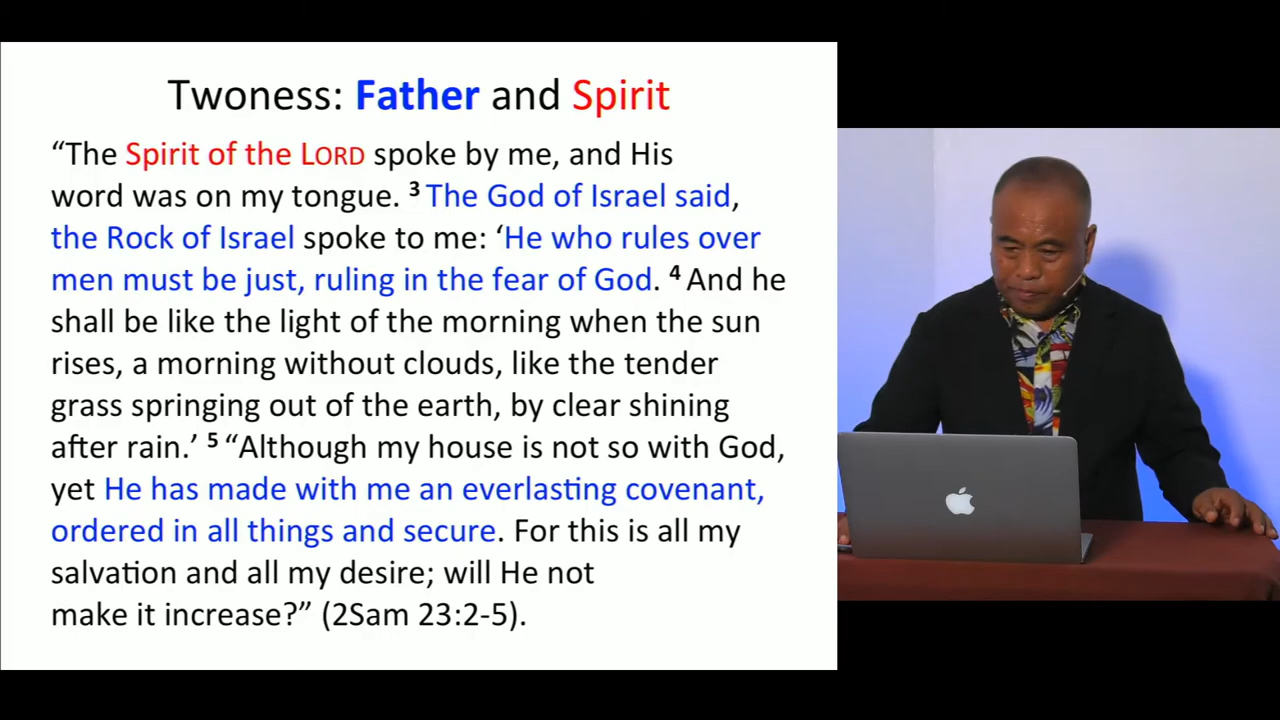 Twoness: Father and Spirit
“The Spirit of the LORD spoke by me, and His
word was on my tongue. ³ The God of Israel said,
the Rock of Israel spoke to me: ‘He who rules over
men must be just, ruling in the fear of God. ⁴ And he
shall be like the light of the morning when the sun
rises, a morning without clouds, like the tender
grass springing out of the earth, by clear shining
after rain.’ ⁵ “Although my house is not so with God,
yet He has made with me an everlasting covenant,
ordered in all things and secure. For this is all my
salvation and all my desire; will He not
make it increase?” (2Sam 23:2-5).